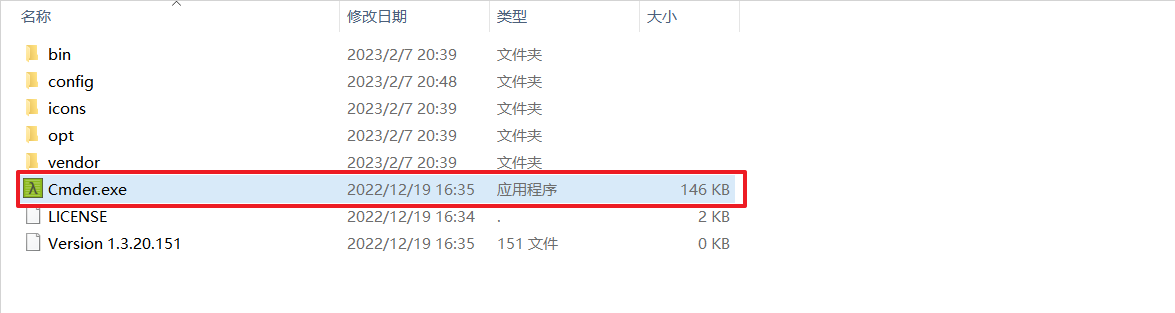 名称 修改日期 类型 大小
bin 2023/2/7 20:39 文件夹
config 2023/2/7 20:48 文件夹
icons 2023/2/7 20:39 文件夹
opt 2023/2/7 20:39 文件夹
vendor 2023/2/7 20:39 文件夹
λ Cmder.exe 2022/12/19 16:35 应用程序 146 KB
LICENSE 2022/12/19 16:34 . 2 KB
Version 1.3.20.151 2022/12/19 16:35 151 文件 0 KB